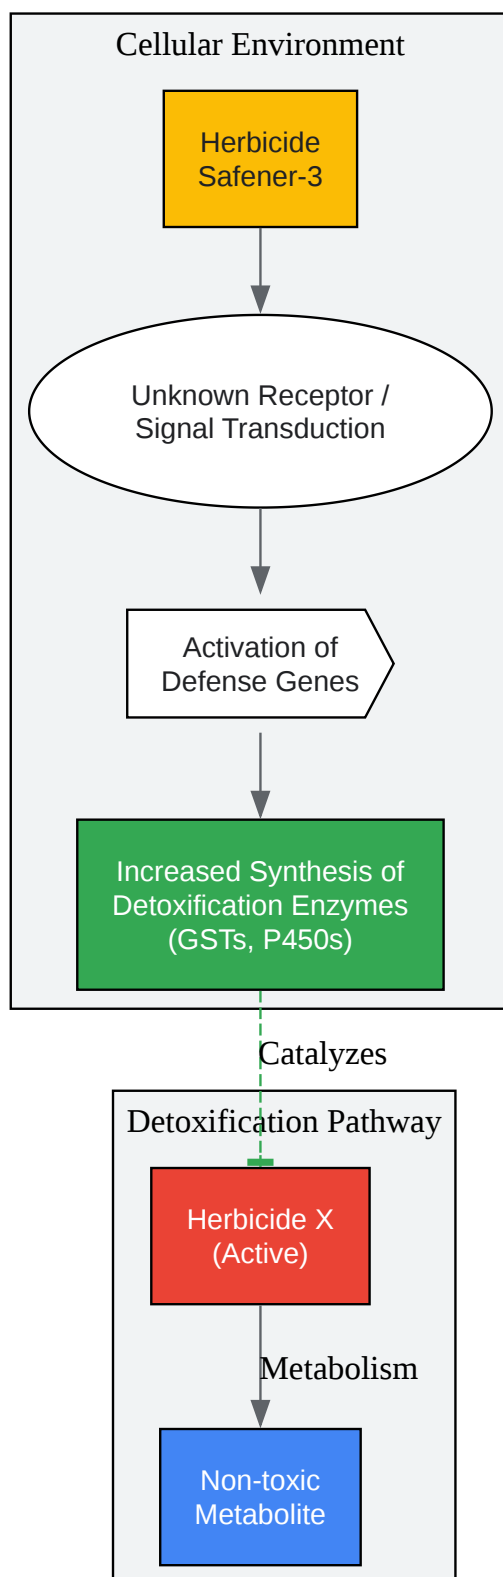 Cellular Environment
Herbicide
Safener-3
Unknown Receptor /
Signal Transduction
Activation of
Defense Genes
Increased Synthesis of
Detoxification Enzymes
(GSTs, P450s)
Catalyzes
Detoxification Pathway
Herbicide X
(Active)
Metabolism
Non-toxic
Metabolite